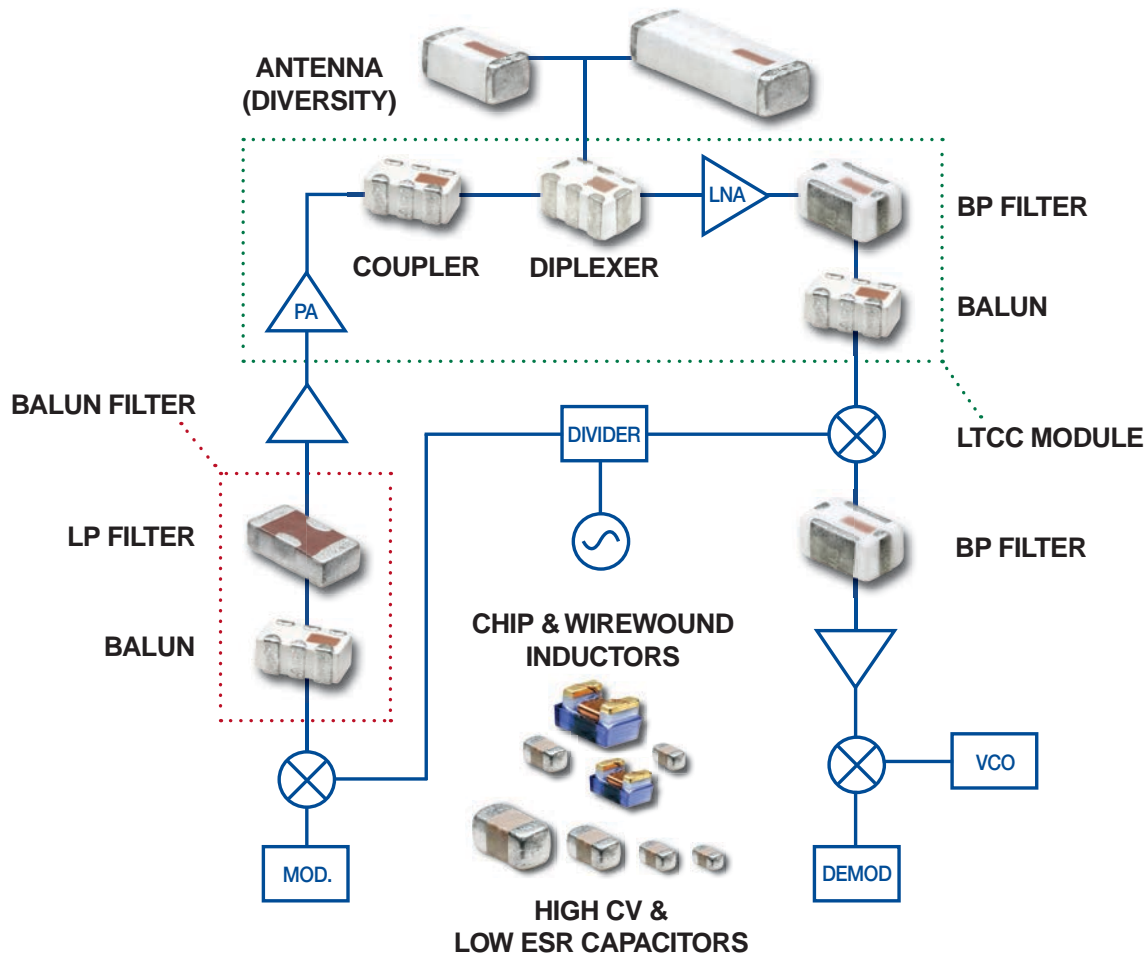 ANTENNA
(DIVERSITY)
LNA
BP FILTER
COUPLER
DIPLEXER
PA
BALUN
BALUN FILTER
DIVIDER
LTCC MODULE
LP FILTER
BP FILTER
CHIP & WIREWOUND
INDUCTORS
BALUN
VCO
MOD.
DEMOD
HIGH CV &
LOW ESR CAPACITORS